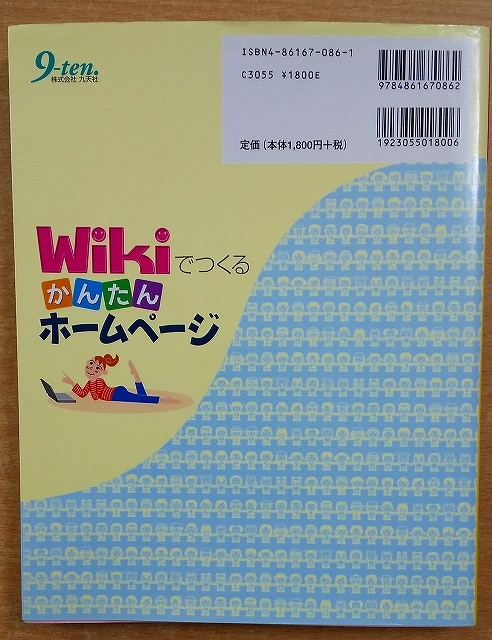 9-ten.
株式会社 九天社
ISBN4-86167-086-1
C3055 ¥1800E
定価（本体1,800円＋税）
9784861670862
1923055018006
Wikiでつくる
かんたん
ホームページ